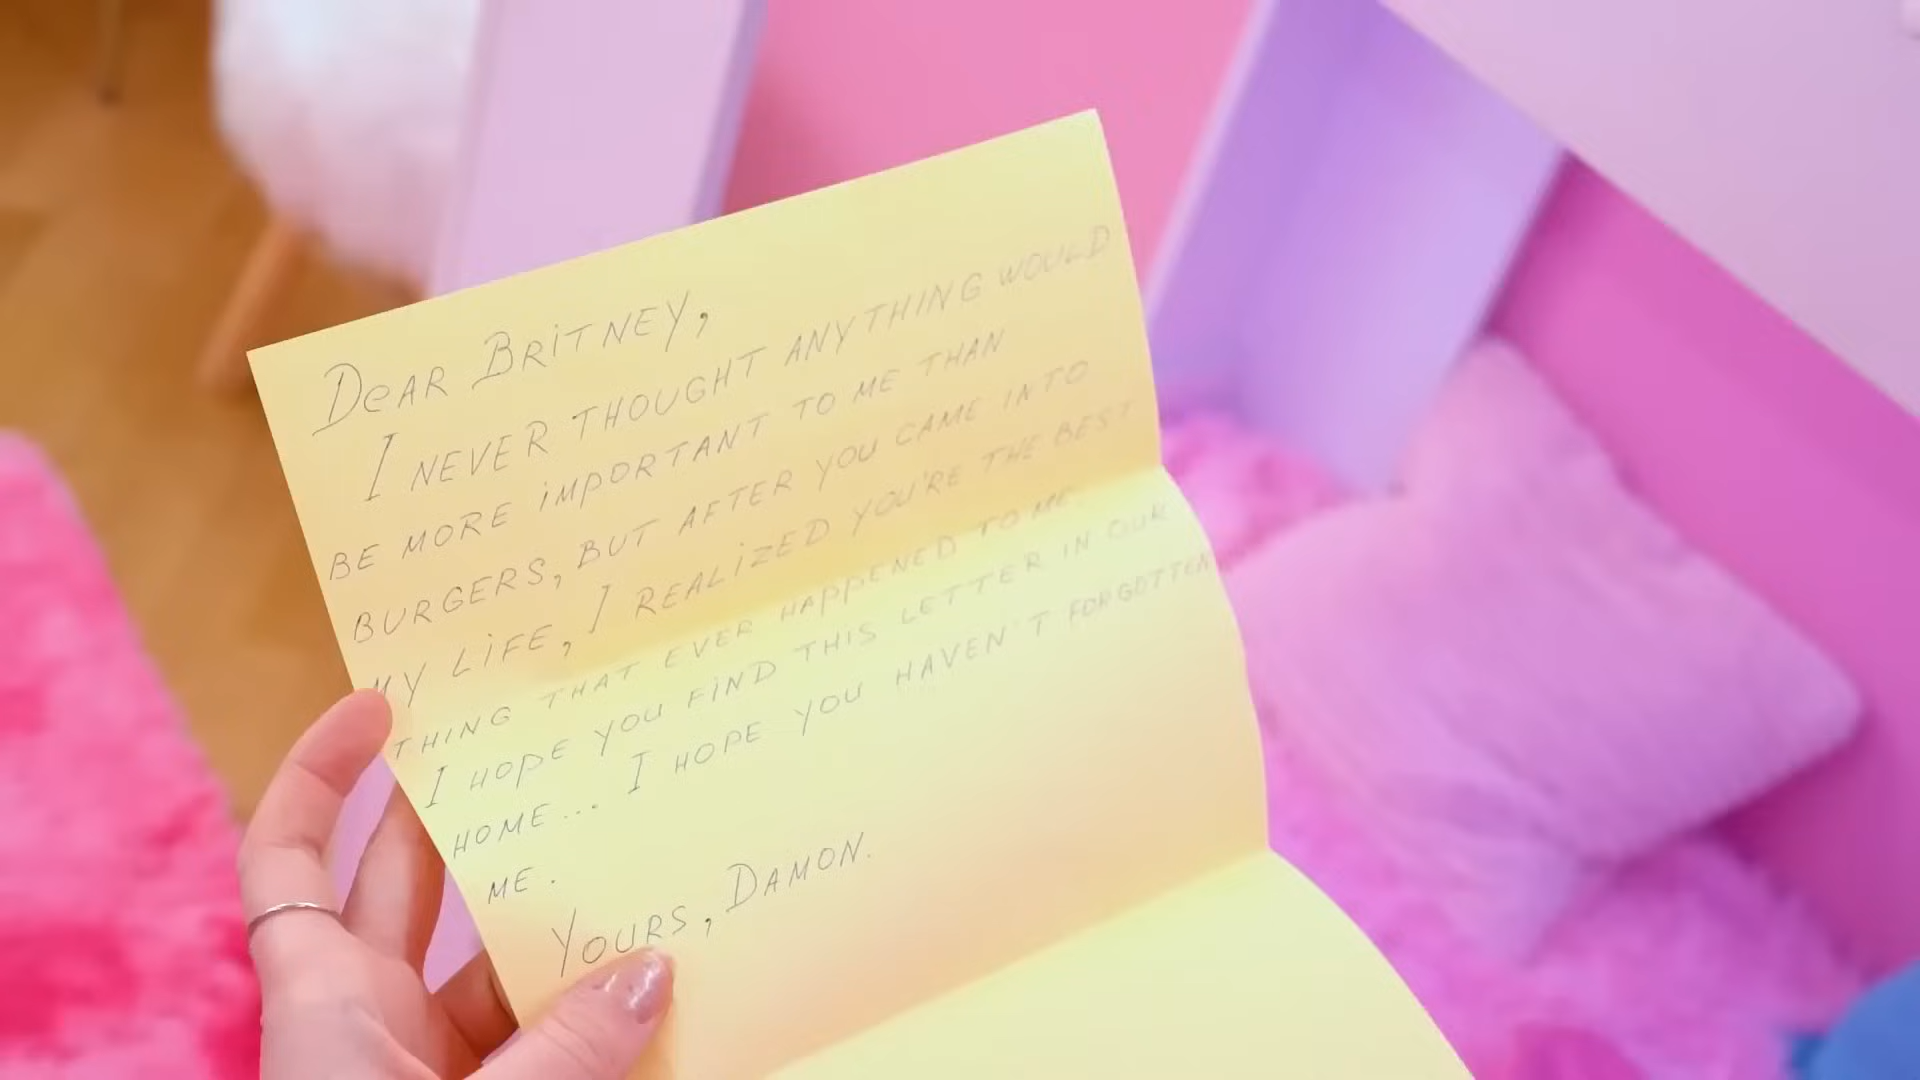 Dear Britney,
I NEVER THOUGHT ANYTHING WOULD
BE MORE IMPORTANT TO ME THAN
BURGERS, BUT AFTER YOU CAME INTO
MY LIFE, I REALIZED YOU'RE THE BEST
THING THAT EVER HAPPENED TO ME.
I HOPE YOU FIND THIS LETTER IN OUR
HOME... I HOPE YOU HAVEN'T FORGOTTEN
ME.
YOURS, DAMON.